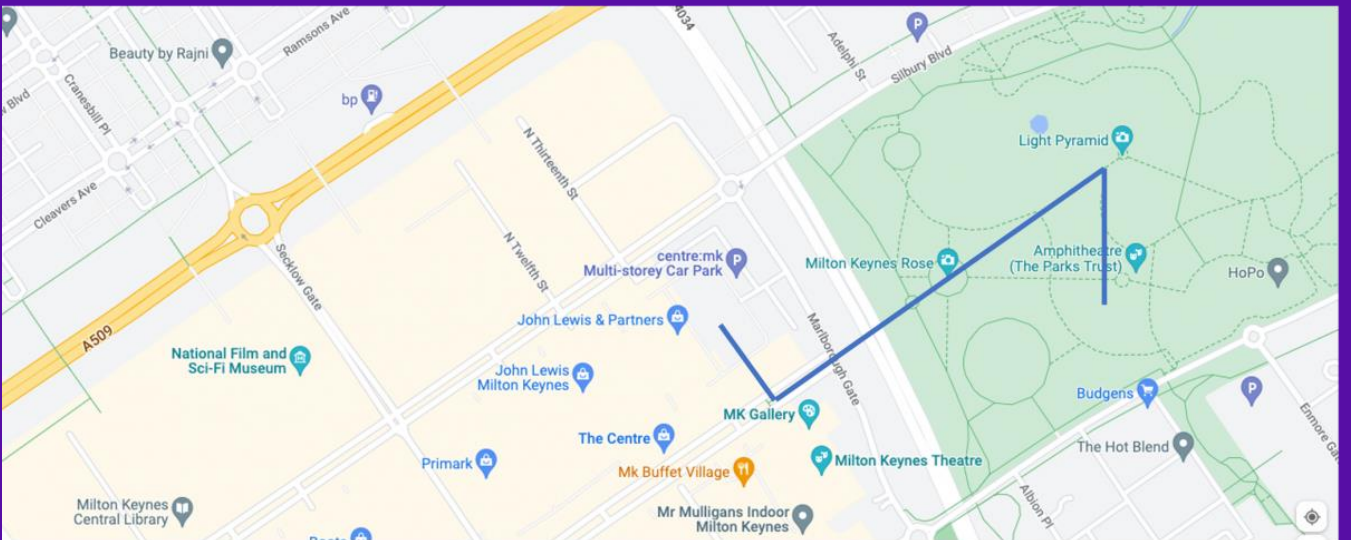 Beauty by Rajni
Ramsons Ave
Cranesbill Pl
Blvd
bp
Cleavers Ave
Secklow Gate
A509
N Thirteenth St
N Twelfth St
4034
Adelphi St
P
Silbury Blvd
Light Pyramid
centre:mk
Multi-storey Car Park
P
Milton Keynes Rose
Amphitheatre
(The Parks Trust)
HoPo
John Lewis & Partners
Marlborough Gate
National Film and
Sci-Fi Museum
John Lewis
Milton Keynes
MK Gallery
Budgens
P
The Centre
Primark
Mk Buffet Village
Milton Keynes Theatre
The Hot Blend
Enmore
Albion Pl
Milton Keynes
Central Library
Mr Mulligans Indoor
Milton Keynes